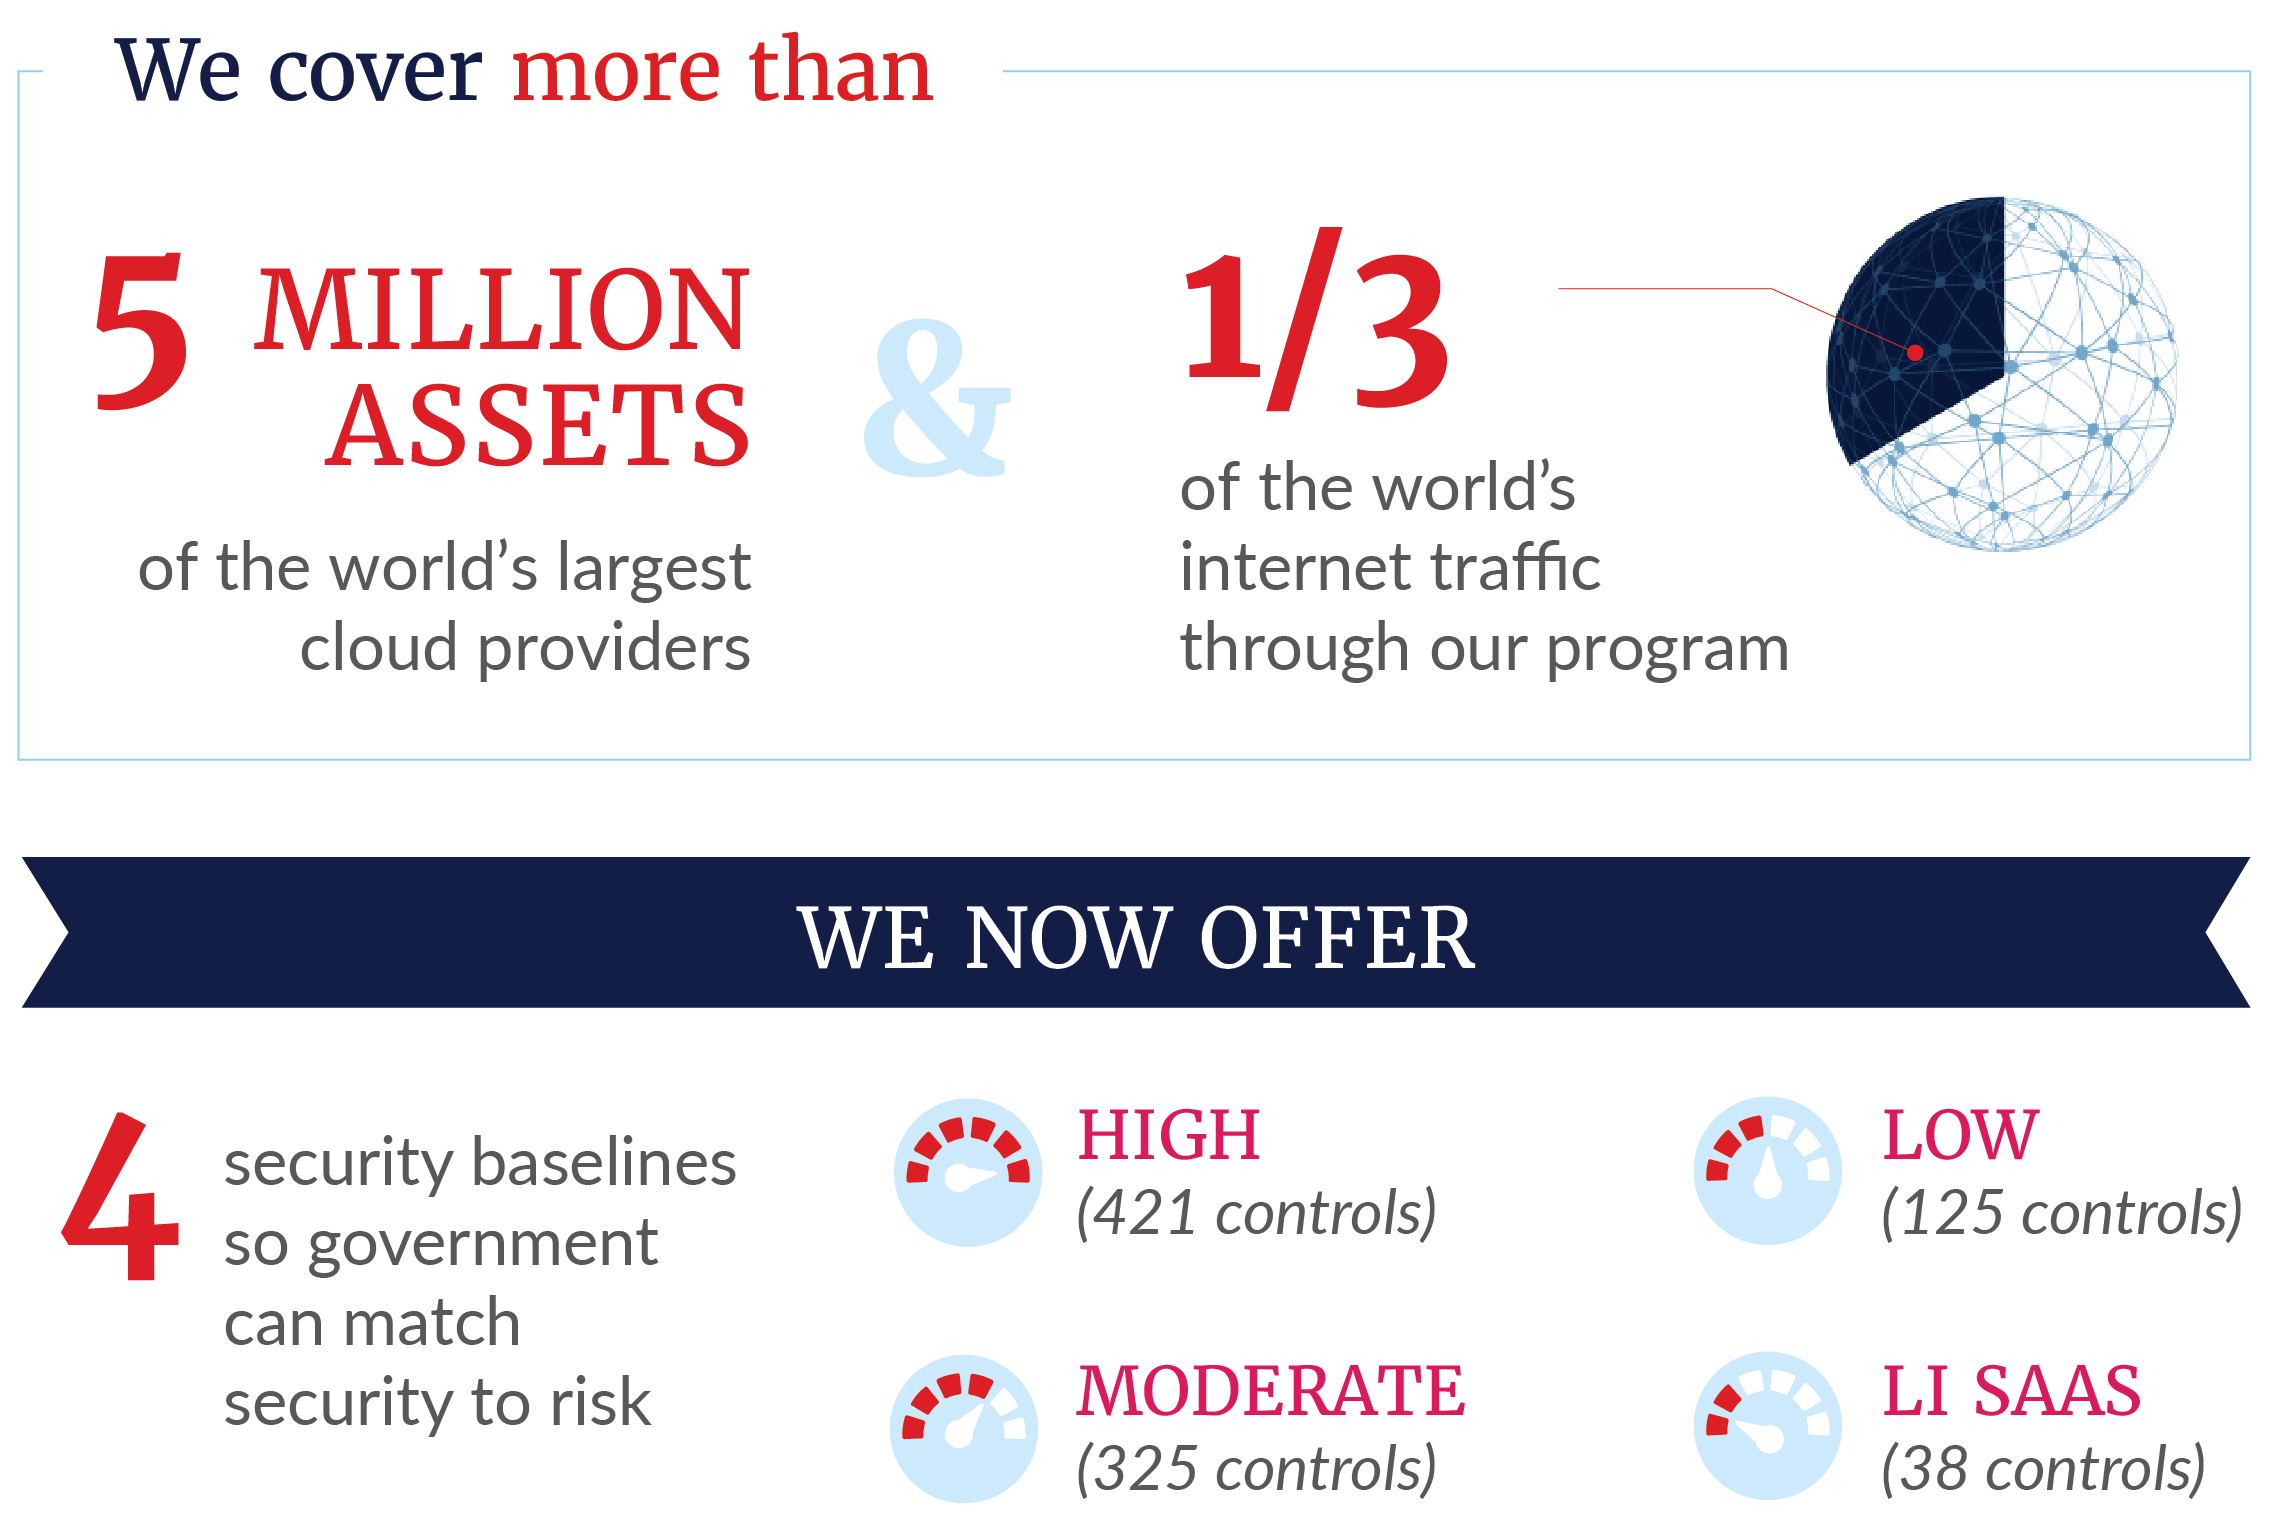 We cover more than
5 MILLION
ASSETS
of the world’s largest
cloud providers
&
1/3
of the world’s
internet traffic
through our program
WE NOW OFFER
4 security baselines
so government
can match
security to risk
HIGH
(421 controls)
LOW
(125 controls)
MODERATE
(325 controls)
LI SAAS
(38 controls)